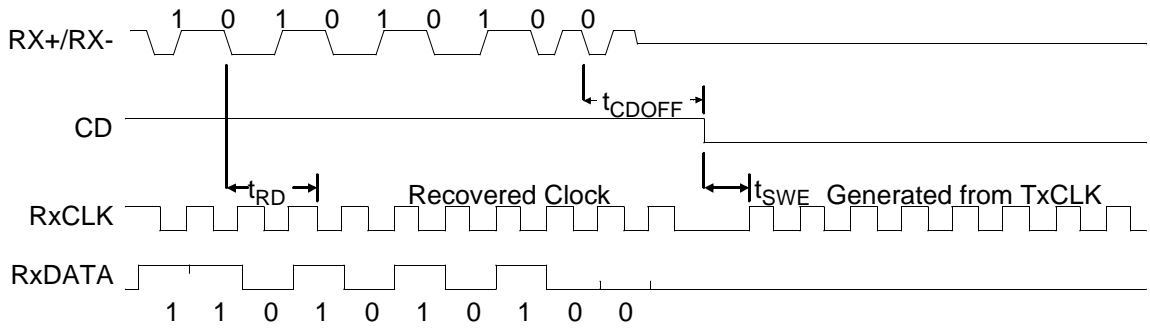 1 0 1 0 1 0 1 0 0
RX+/RX-
tCDOFF
CD
tRD Recovered Clock tSWE Generated from TxCLK
RxCLK
RxDATA
1 1 0 1 0 1 0 1 0 0